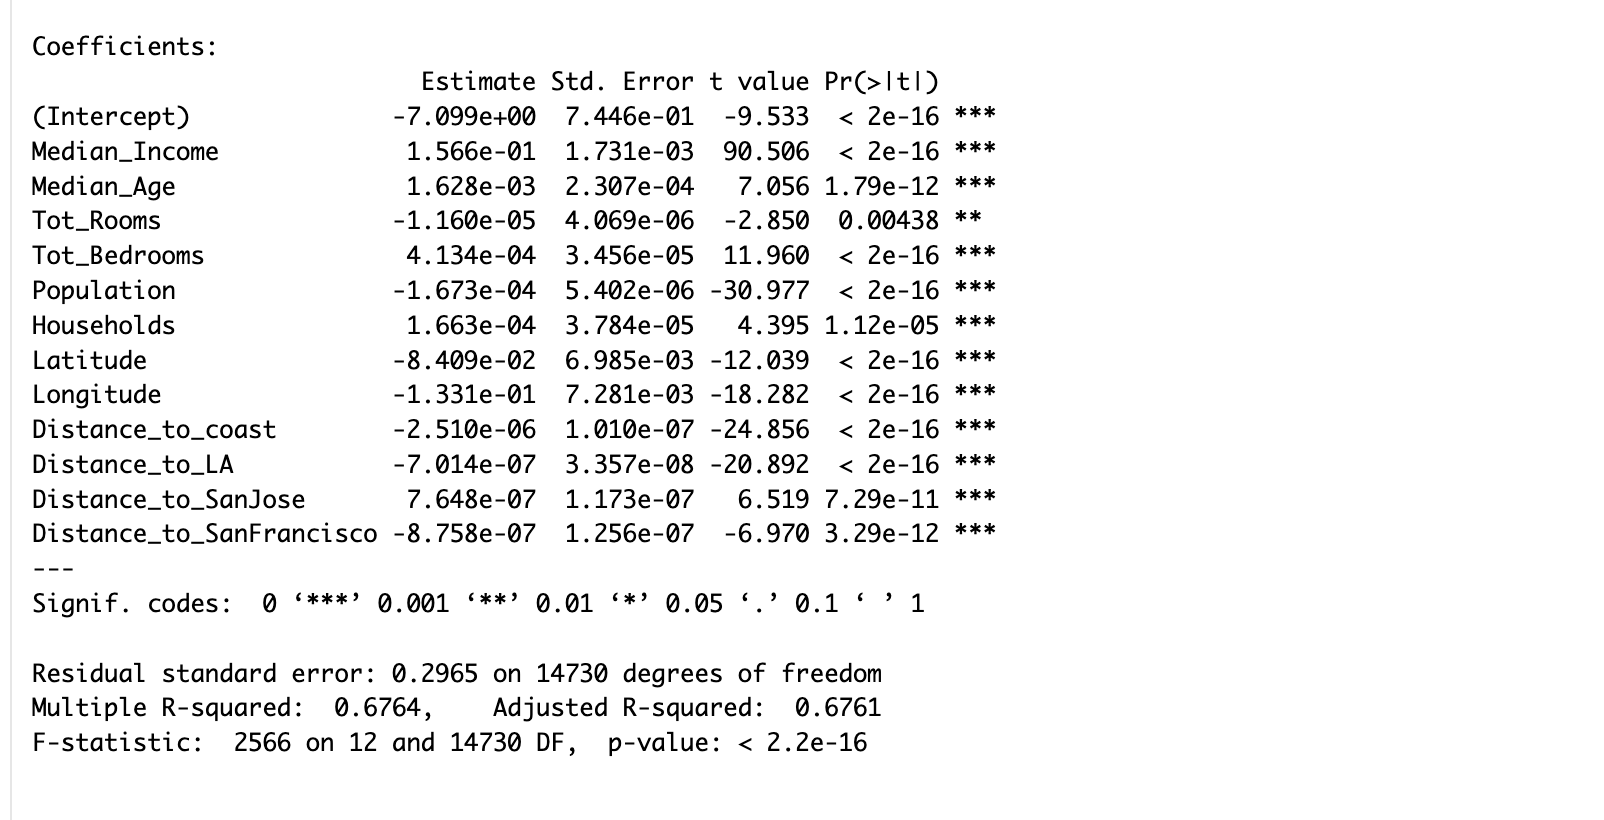 Coefficients:
Estimate Std. Error t value Pr(>|t|)
(Intercept) -7.099e+00 7.446e-01 -9.533 < 2e-16 ***
Median_Income 1.566e-01 1.731e-03 90.506 < 2e-16 ***
Median_Age 1.628e-03 2.307e-04 7.056 1.79e-12 ***
Tot_Rooms -1.160e-05 4.069e-06 -2.850 0.00438 **
Tot_Bedrooms 4.134e-04 3.456e-05 11.960 < 2e-16 ***
Population -1.673e-04 5.402e-06 -30.977 < 2e-16 ***
Households 1.663e-04 3.784e-05 4.395 1.12e-05 ***
Latitude -8.409e-02 6.985e-03 -12.039 < 2e-16 ***
Longitude -1.331e-01 7.281e-03 -18.282 < 2e-16 ***
Distance_to_coast -2.510e-06 1.010e-07 -24.856 < 2e-16 ***
Distance_to_LA -7.014e-07 3.357e-08 -20.892 < 2e-16 ***
Distance_to_SanJose 7.648e-07 1.173e-07 6.519 7.29e-11 ***
Distance_to_SanFrancisco -8.758e-07 1.256e-07 -6.970 3.29e-12 ***
---
Signif. codes: 0 ‘***’ 0.001 ‘**’ 0.01 ‘*’ 0.05 ‘.’ 0.1 ‘ ’ 1
Residual standard error: 0.2965 on 14730 degrees of freedom
Multiple R-squared: 0.6764, Adjusted R-squared: 0.6761
F-statistic: 2566 on 12 and 14730 DF, p-value: < 2.2e-16